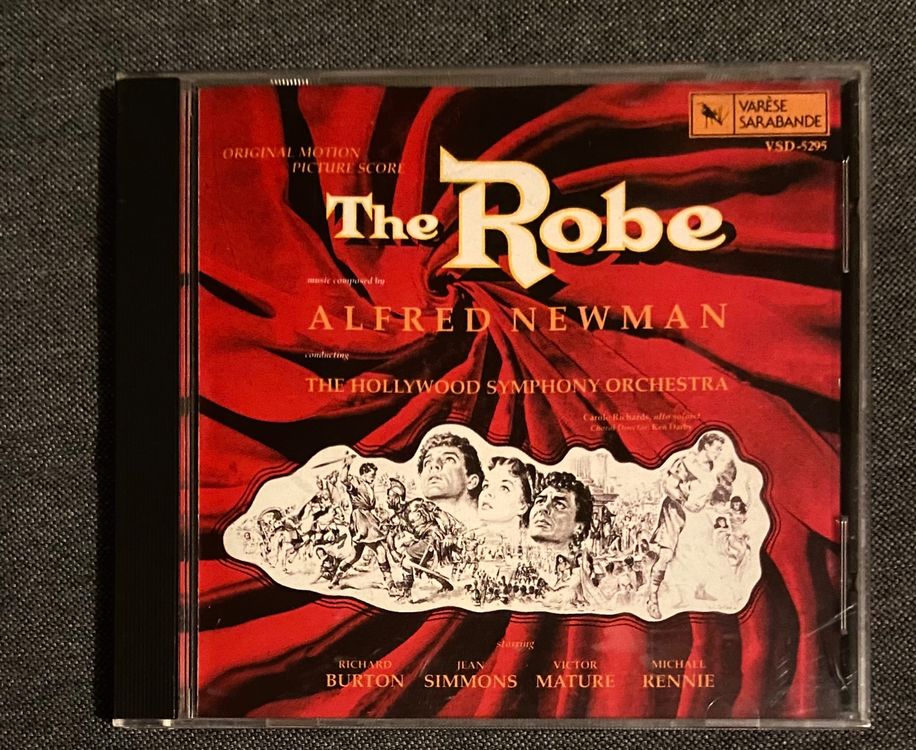 VARÈSE
SARABANDE
VSD-5295
ORIGINAL MOTION
PICTURE SCORE
The Robe
music composed by
ALFRED NEWMAN
conducting
THE HOLLYWOOD SYMPHONY ORCHESTRA
Carole Richards, alto soloist
Choral Director: Ken Darby
starring
RICHARD BURTON
JEAN SIMMONS
VICTOR MATURE
MICHAEL RENNIE